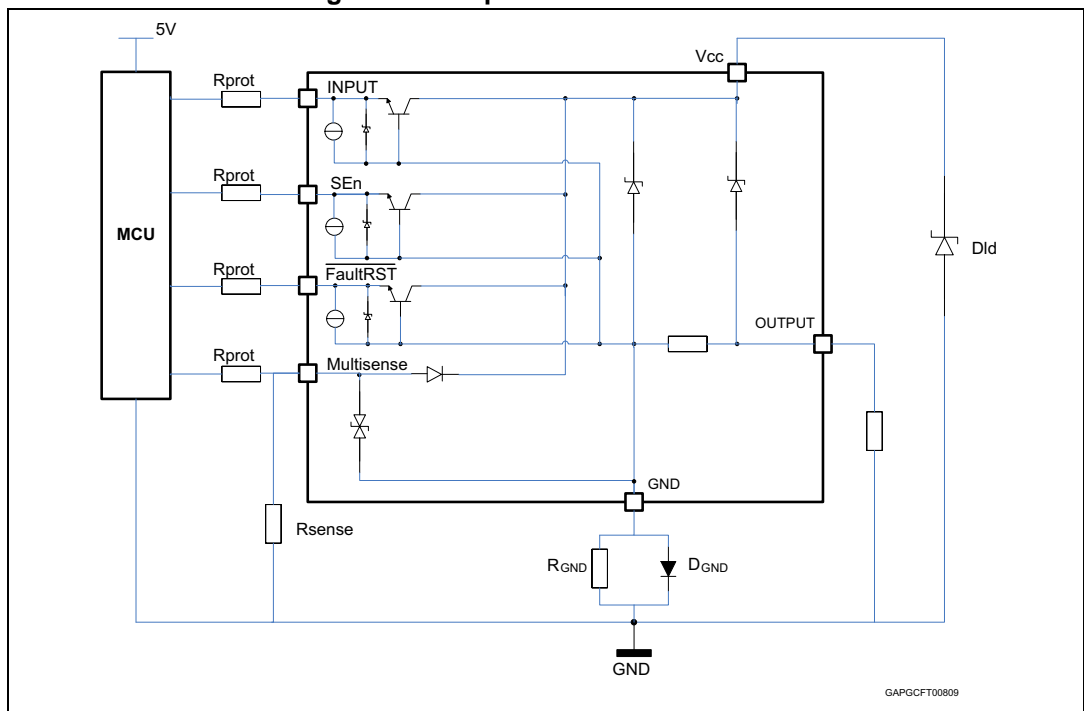 5V
Vcc
Rprot
INPUT
Rprot
SEn
MCU
Dld
Rprot
FaultRST
OUTPUT
Rprot
Multisense
GND
Rsense
RGND
DGND
GND
GAPGCFT00809